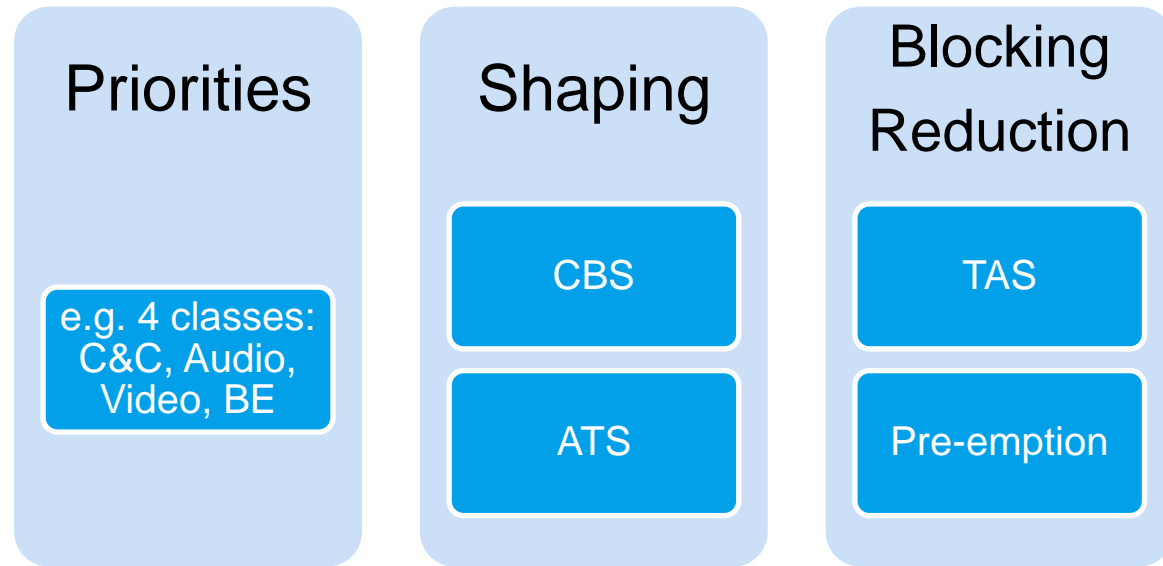 Priorities
e.g. 4 classes:
C&C, Audio,
Video, BE
Shaping
CBS
ATS
Blocking
Reduction
TAS
Pre-emption